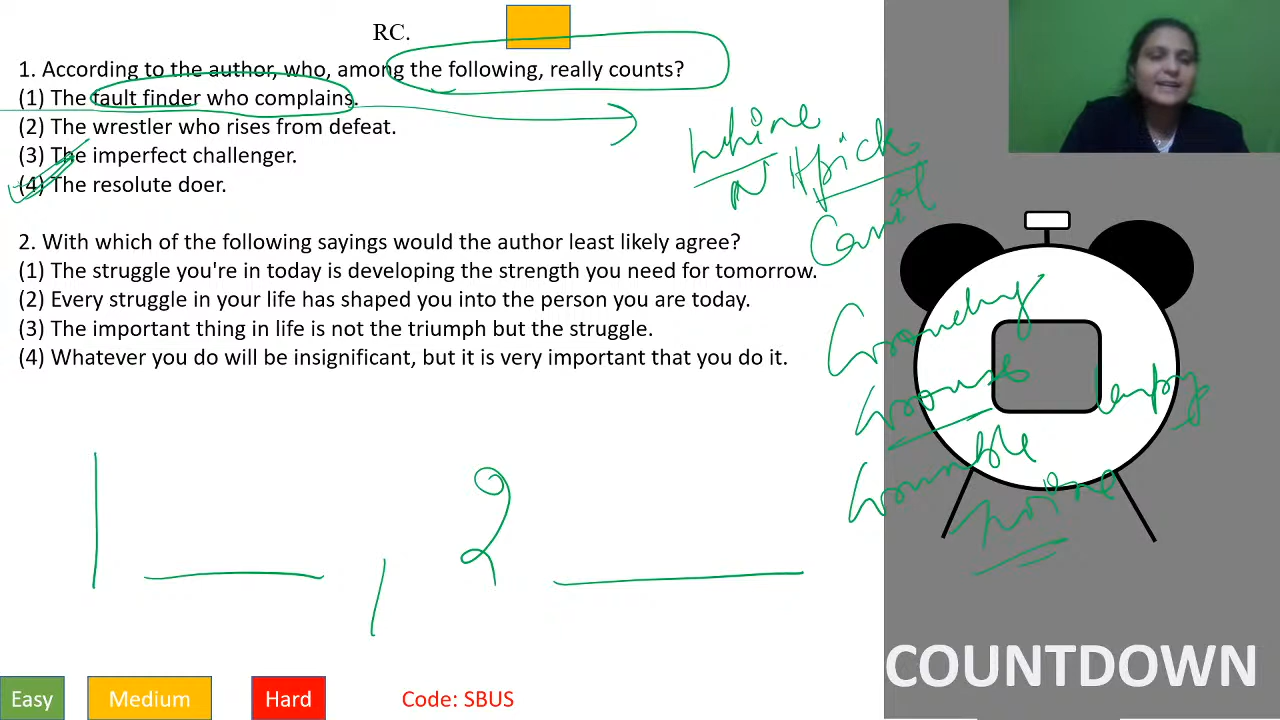 RC.
1. According to the author, who, among the following, really counts?
(1) The fault finder who complains.
(2) The wrestler who rises from defeat.
(3) The imperfect challenger.
(4) The resolute doer.
2. With which of the following sayings would the author least likely agree?
(1) The struggle you're in today is developing the strength you need for tomorrow.
(2) Every struggle in your life has shaped you into the person you are today.
(3) The important thing in life is not the triumph but the struggle.
(4) Whatever you do will be insignificant, but it is very important that you do it.
Whine
1 , 2
COUNTDOWN
Easy
Medium
Hard
Code: SBUS